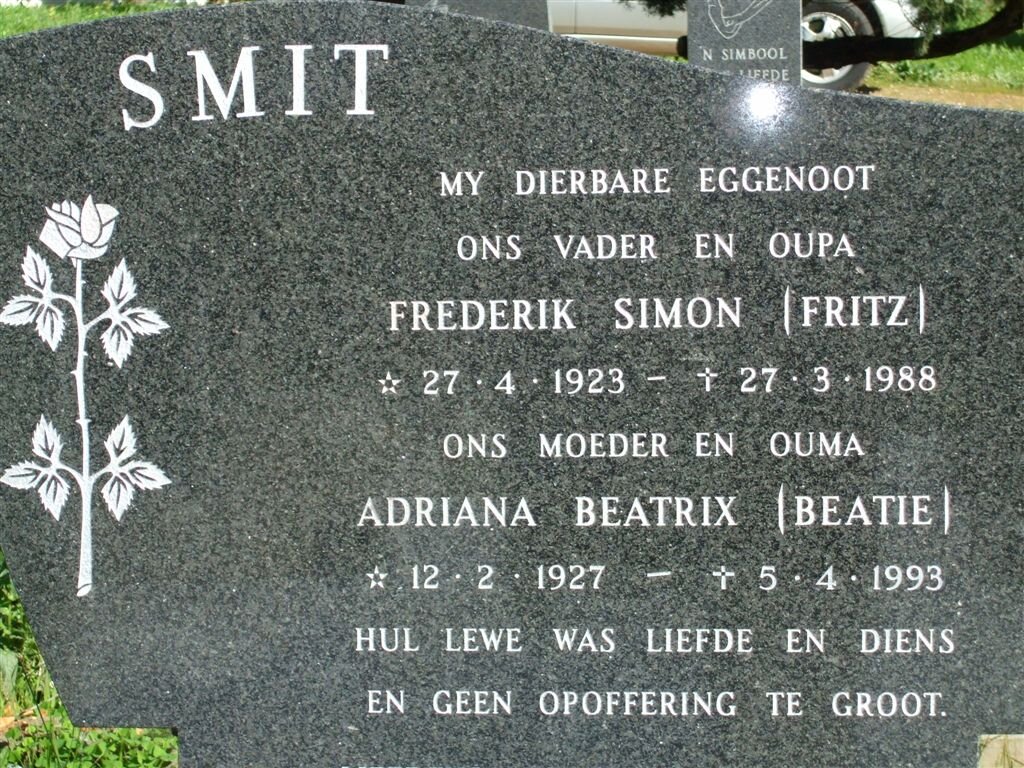 'N SIMBOOL
LIEFDE
SMIT
MY DIERBARE EGGENOOT
ONS VADER EN OUPA
FREDERIK SIMON (FRITZ)
☆ 27·4·1923 – ✝ 27·3·1988
ONS MOEDER EN OUMA
ADRIANA BEATRIX (BEATIE)
☆ 12·2·1927 – ✝ 5·4·1993
HUL LEWE WAS LIEFDE EN DIENS
EN GEEN OPOFFERING TE GROOT.